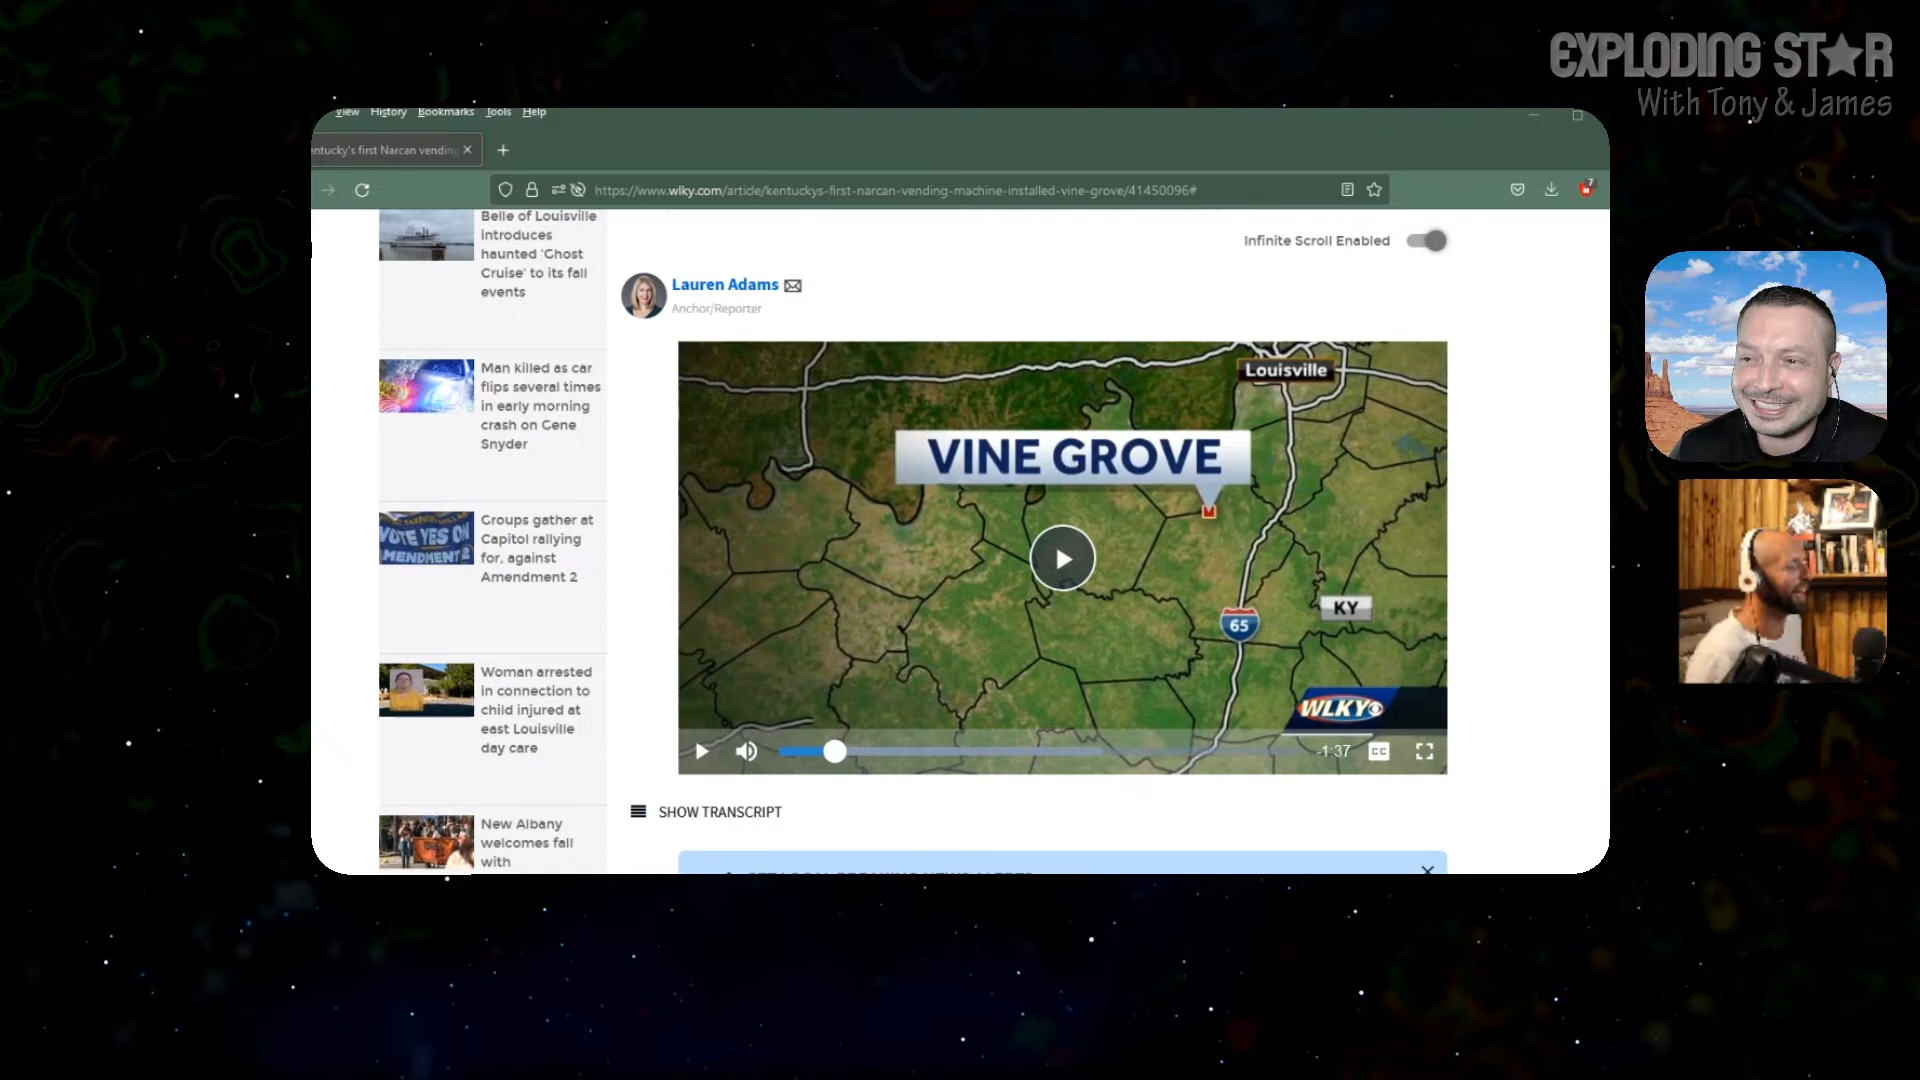 EXPLODING STAR
With Tony & James
View History Bookmarks Tools Help
entucky's first Narcan vending
https://www.wlky.com/article/kentuckys-first-narcan-vending-machine-installed-vine-grove/41450096#
7
Belle of Louisville
introduces
haunted 'Ghost
Cruise' to its fall
events
Man killed as car
flips several times
in early morning
crash on Gene
Snyder
VOTE YES ON
AMENDMENT 2
Groups gather at
Capitol rallying
for, against
Amendment 2
Woman arrested
in connection to
child injured at
east Louisville
day care
New Albany
welcomes fall
with
Infinite Scroll Enabled
Lauren Adams
Anchor/Reporter
Louisville
VINE GROVE
KY
65
WLKY
-1:37
CC
SHOW TRANSCRIPT